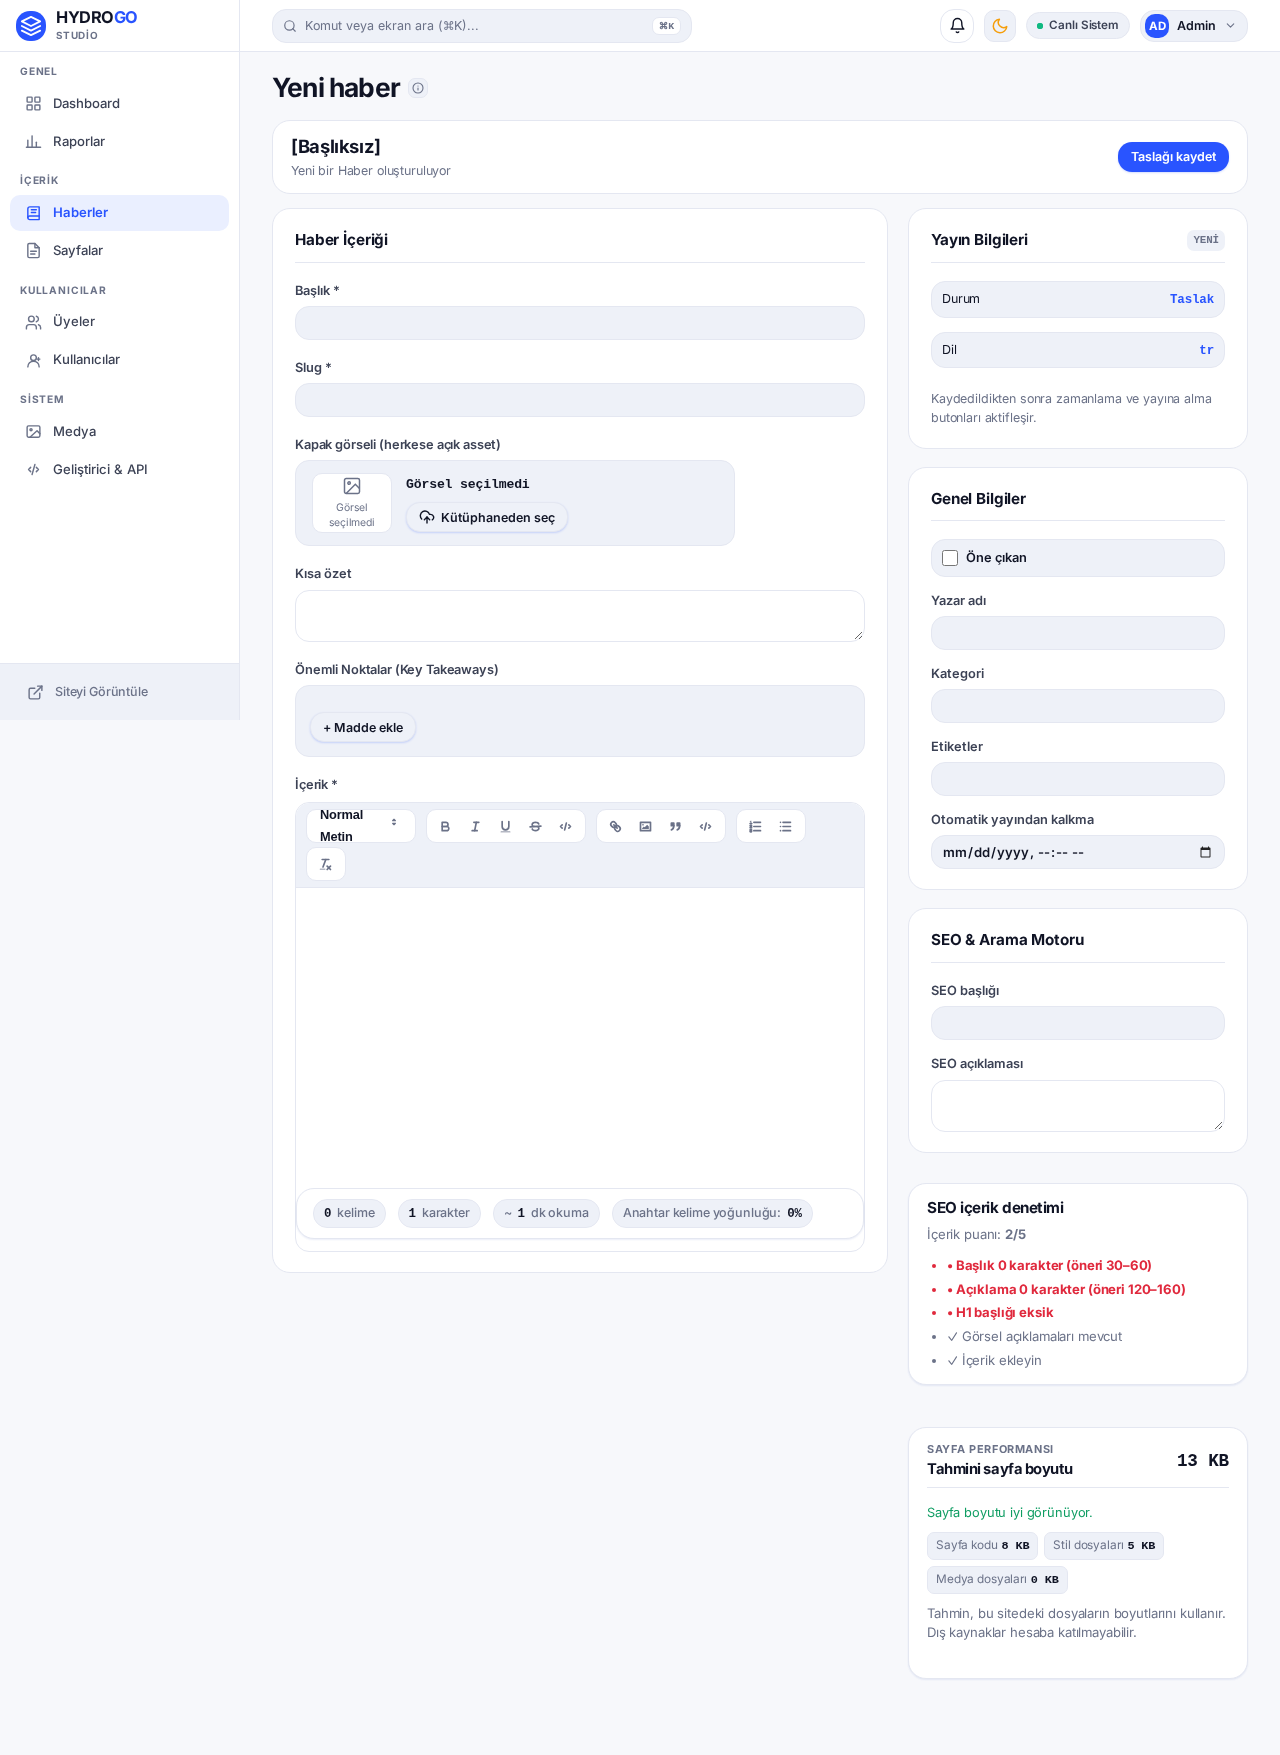 HYDROGO
STUDIO
Komut veya ekran ara (⌘K)...
⌘K
Canlı Sistem
AD
Admin
GENEL
Dashboard
Raporlar
İÇERİK
Haberler
Sayfalar
KULLANICILAR
Üyeler
Kullanıcılar
SİSTEM
Medya
Geliştirici & API
Siteyi Görüntüle
Yeni haber
[Başlıksız]
Yeni bir Haber oluşturuluyor
Taslağı kaydet
Haber İçeriği
Başlık *
Slug *
Kapak görseli (herkese açık asset)
Görsel
seçilmedi
Görsel seçilmedi
Kütüphaneden seç
Kısa özet
Önemli Noktalar (Key Takeaways)
+ Madde ekle
İçerik *
Normal
Metin
0 kelime
1 karakter
~ 1 dk okuma
Anahtar kelime yoğunluğu: 0%
Yayın Bilgileri
YENİ
Durum
Taslak
Dil
tr
Kaydedildikten sonra zamanlama ve yayına alma
butonları aktifleşir.
Genel Bilgiler
Öne çıkan
Yazar adı
Kategori
Etiketler
Otomatik yayından kalkma
mm/dd/yyyy, --:-- --
SEO & Arama Motoru
SEO başlığı
SEO açıklaması
SEO içerik denetimi
İçerik puanı: 2/5
• • Başlık 0 karakter (öneri 30–60)
• • Açıklama 0 karakter (öneri 120–160)
• • H1 başlığı eksik
• ✓ Görsel açıklamaları mevcut
• ✓ İçerik ekleyin
SAYFA PERFORMANSI
Tahmini sayfa boyutu
13 KB
Sayfa boyutu iyi görünüyor.
Sayfa kodu 8 KB
Stil dosyaları 5 KB
Medya dosyaları 0 KB
Tahmin, bu sitedeki dosyaların boyutlarını kullanır.
Dış kaynaklar hesaba katılmayabilir.